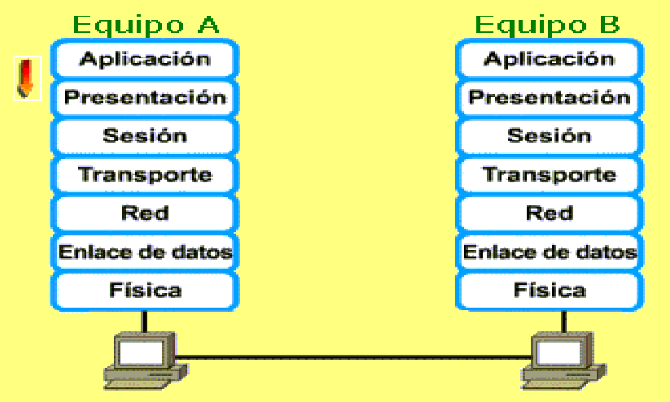 Equipo A
Aplicación
Presentación
Sesión
Transporte
Red
Enlace de datos
Física
Equipo B
Aplicación
Presentación
Sesión
Transporte
Red
Enlace de datos
Física